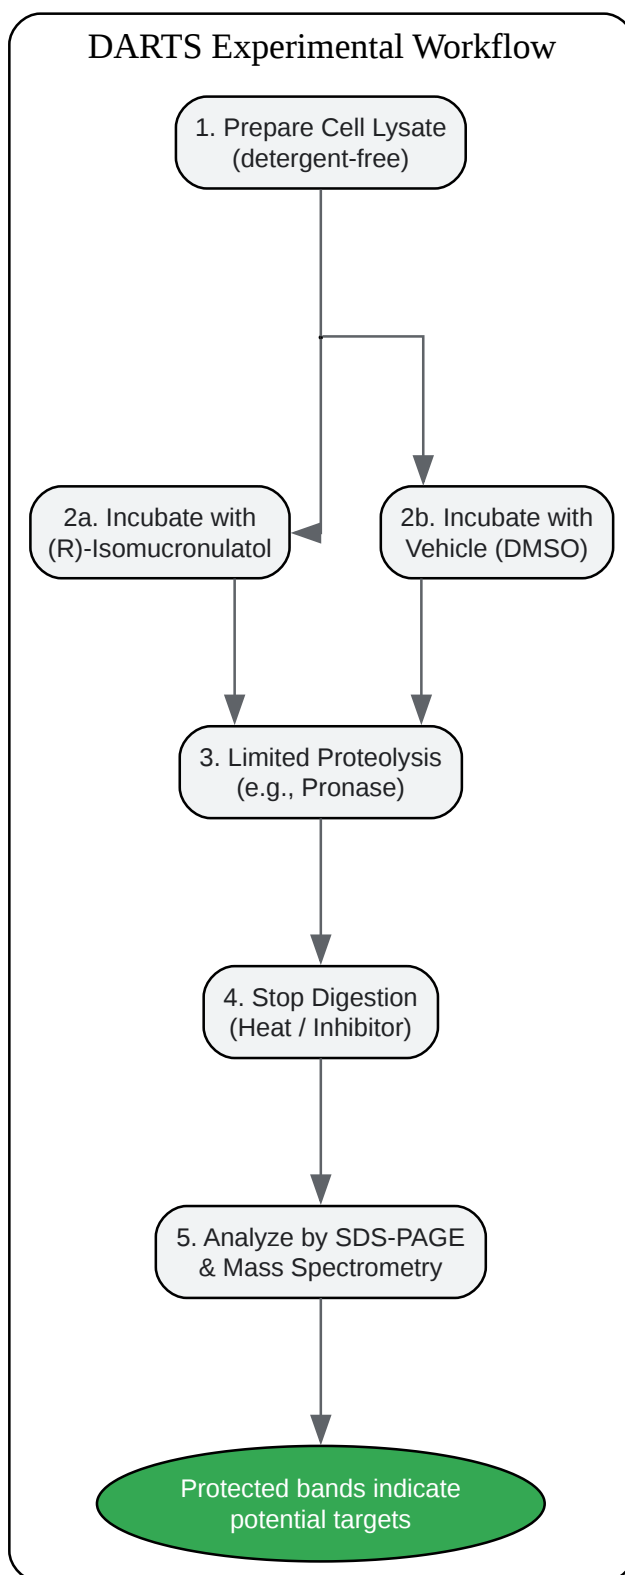 DARTS Experimental Workflow
1. Prepare Cell Lysate
(detergent-free)
2a. Incubate with
(R)-Isomucronulatol
2b. Incubate with
Vehicle (DMSO)
3. Limited Proteolysis
(e.g., Pronase)
4. Stop Digestion
(Heat / Inhibitor)
5. Analyze by SDS-PAGE
& Mass Spectrometry
Protected bands indicate
potential targets